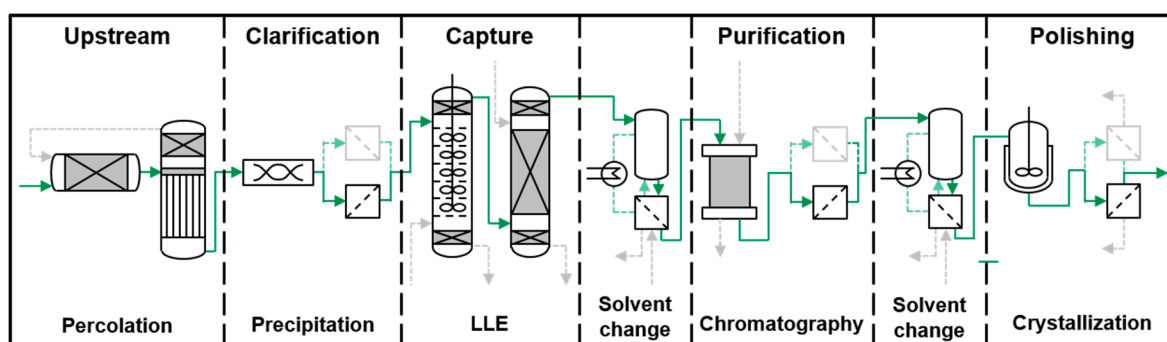 Upstream
Clarification
Capture
Purification
Polishing
Percolation
Precipitation
LLE
Solvent
change
Chromatography
Solvent
change
Crystallization